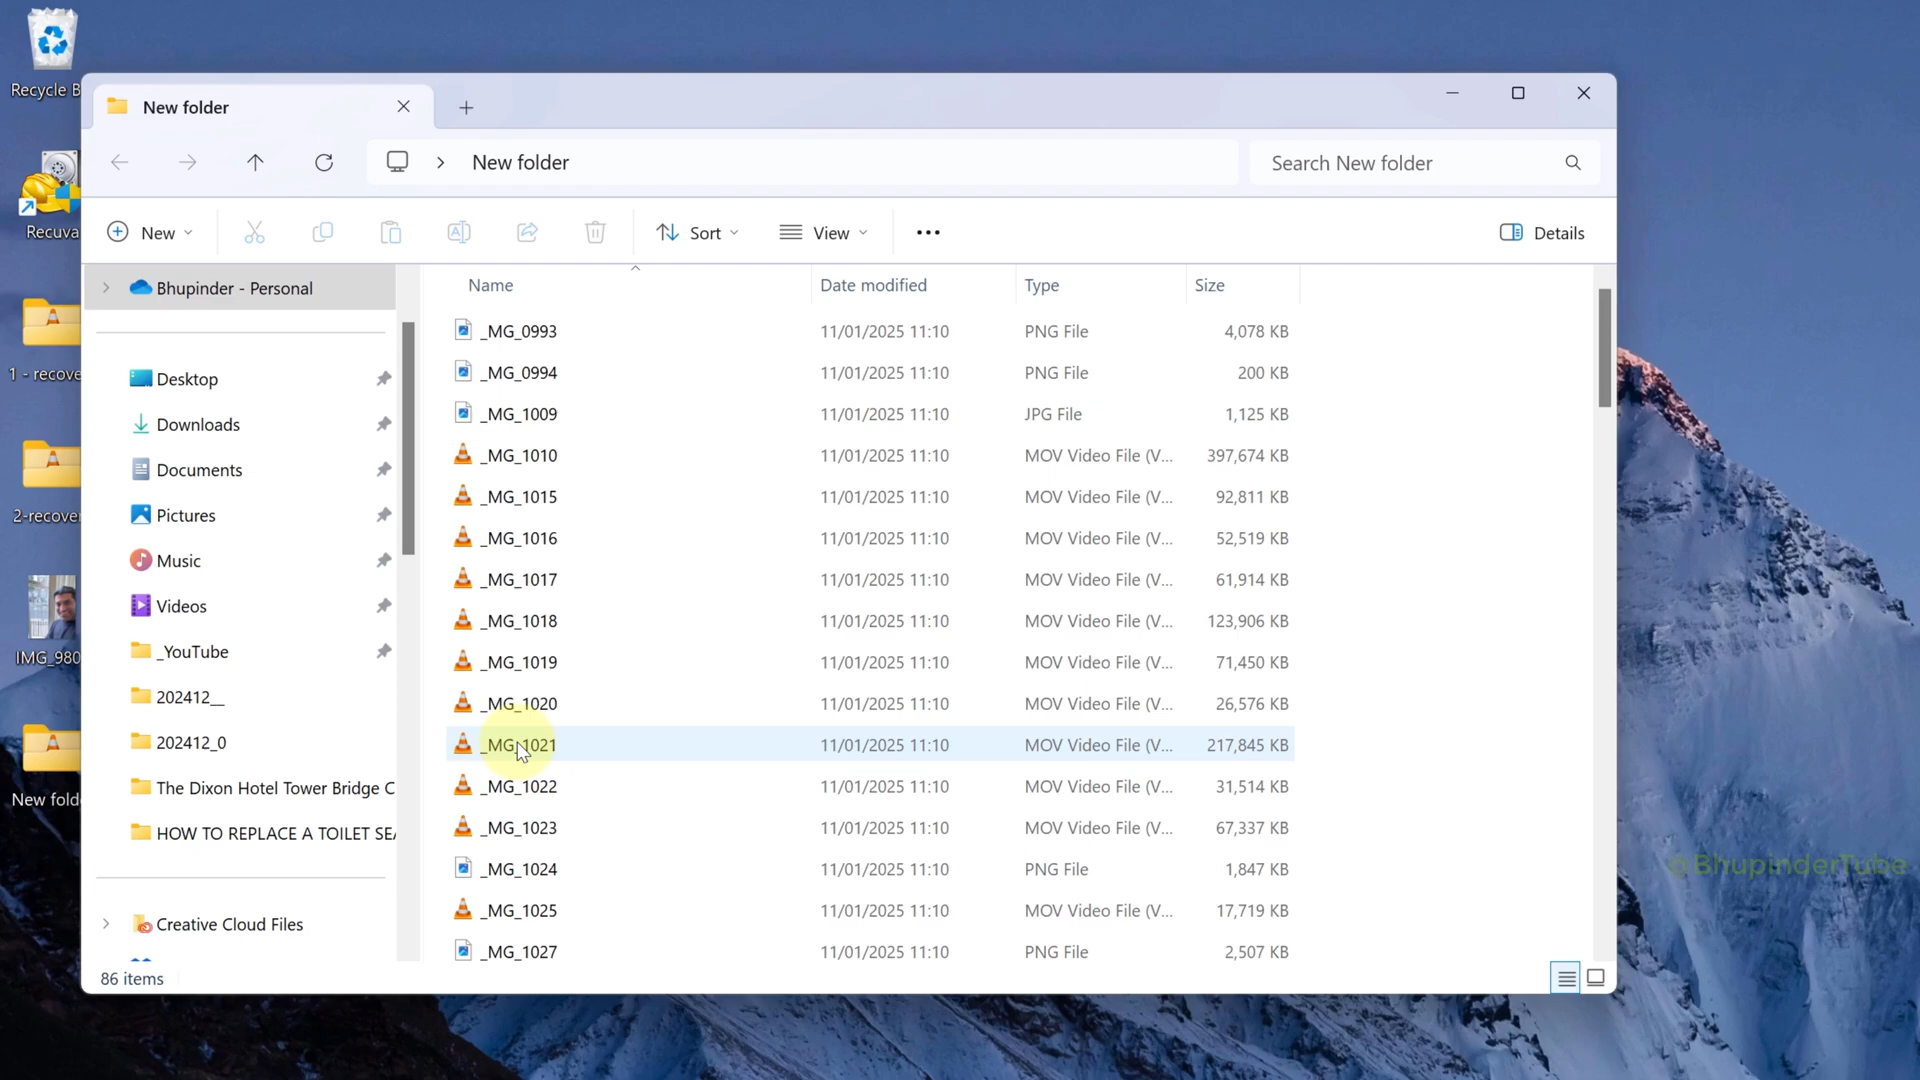 Recycle B
Recuva
1 - recove
2-recover
IMG_980
New fold
New folder
New folder
Search New folder
New
Sort
View
Details
Bhupinder - Personal
Desktop
Downloads
Documents
Pictures
Music
Videos
_YouTube
202412__
202412_0
The Dixon Hotel Tower Bridge C
HOW TO REPLACE A TOILET SEA
Creative Cloud Files
Name Date modified Type Size
_MG_0993 11/01/2025 11:10 PNG File 4,078 KB
_MG_0994 11/01/2025 11:10 PNG File 200 KB
_MG_1009 11/01/2025 11:10 JPG File 1,125 KB
_MG_1010 11/01/2025 11:10 MOV Video File (V... 397,674 KB
_MG_1015 11/01/2025 11:10 MOV Video File (V... 92,811 KB
_MG_1016 11/01/2025 11:10 MOV Video File (V... 52,519 KB
_MG_1017 11/01/2025 11:10 MOV Video File (V... 61,914 KB
_MG_1018 11/01/2025 11:10 MOV Video File (V... 123,906 KB
_MG_1019 11/01/2025 11:10 MOV Video File (V... 71,450 KB
_MG_1020 11/01/2025 11:10 MOV Video File (V... 26,576 KB
_MG_1021 11/01/2025 11:10 MOV Video File (V... 217,845 KB
_MG_1022 11/01/2025 11:10 MOV Video File (V... 31,514 KB
_MG_1023 11/01/2025 11:10 MOV Video File (V... 67,337 KB
_MG_1024 11/01/2025 11:10 PNG File 1,847 KB
_MG_1025 11/01/2025 11:10 MOV Video File (V... 17,719 KB
_MG_1027 11/01/2025 11:10 PNG File 2,507 KB
86 items
@BhupinderTube